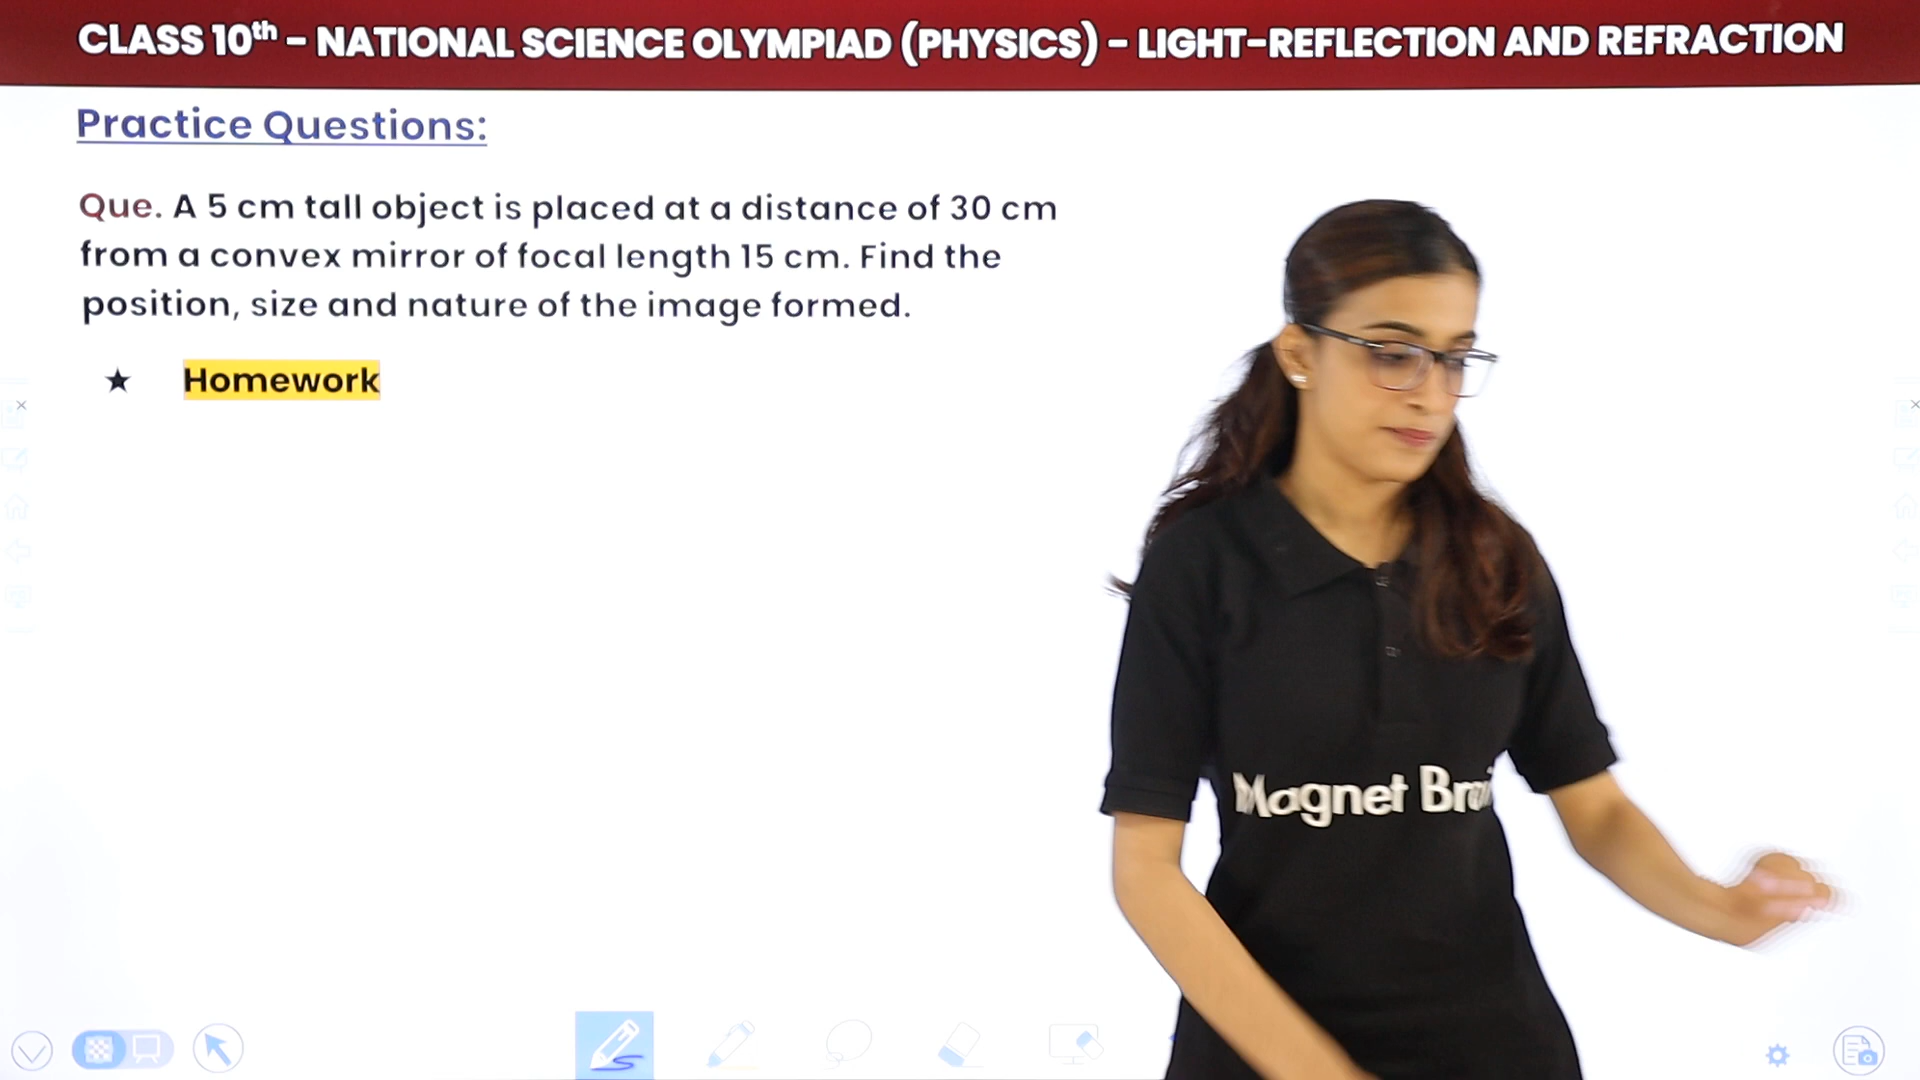 CLASS 10th - NATIONAL SCIENCE OLYMPIAD (PHYSICS) - LIGHT-REFLECTION AND REFRACTION
Practice Questions:
Que. A 5 cm tall object is placed at a distance of 30 cm
from a convex mirror of focal length 15 cm. Find the
position, size and nature of the image formed.
★ Homework
Magnet Brai